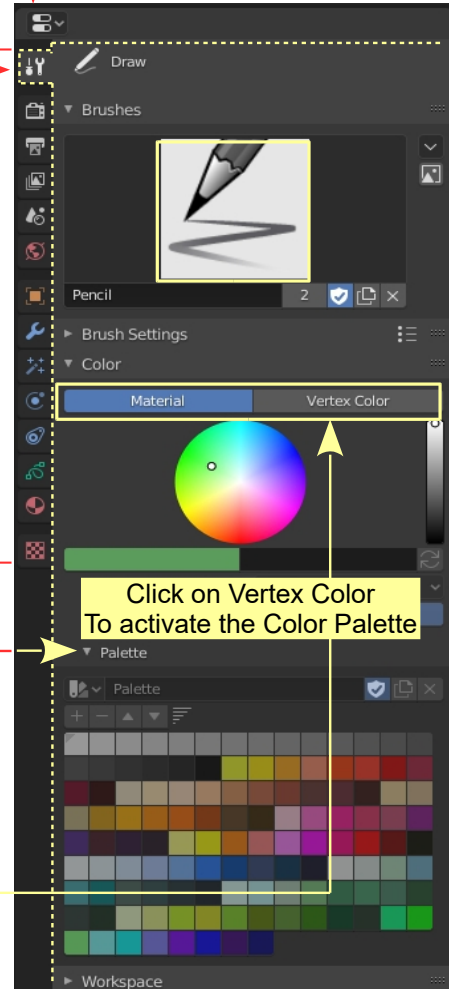 Draw
Brushes
Pencil 2
Brush Settings
Color
Material Vertex Color
Click on Vertex Color
To activate the Color Palette
Palette
Palette
Workspace